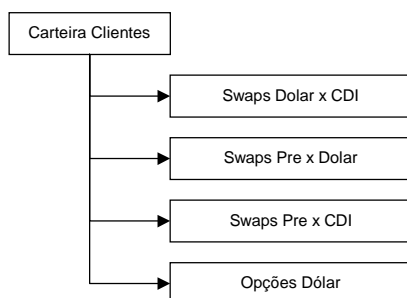 Carteira Clientes
Swaps Dolar x CDI
Swaps Pre x Dolar
Swaps Pre x CDI
Opções Dólar